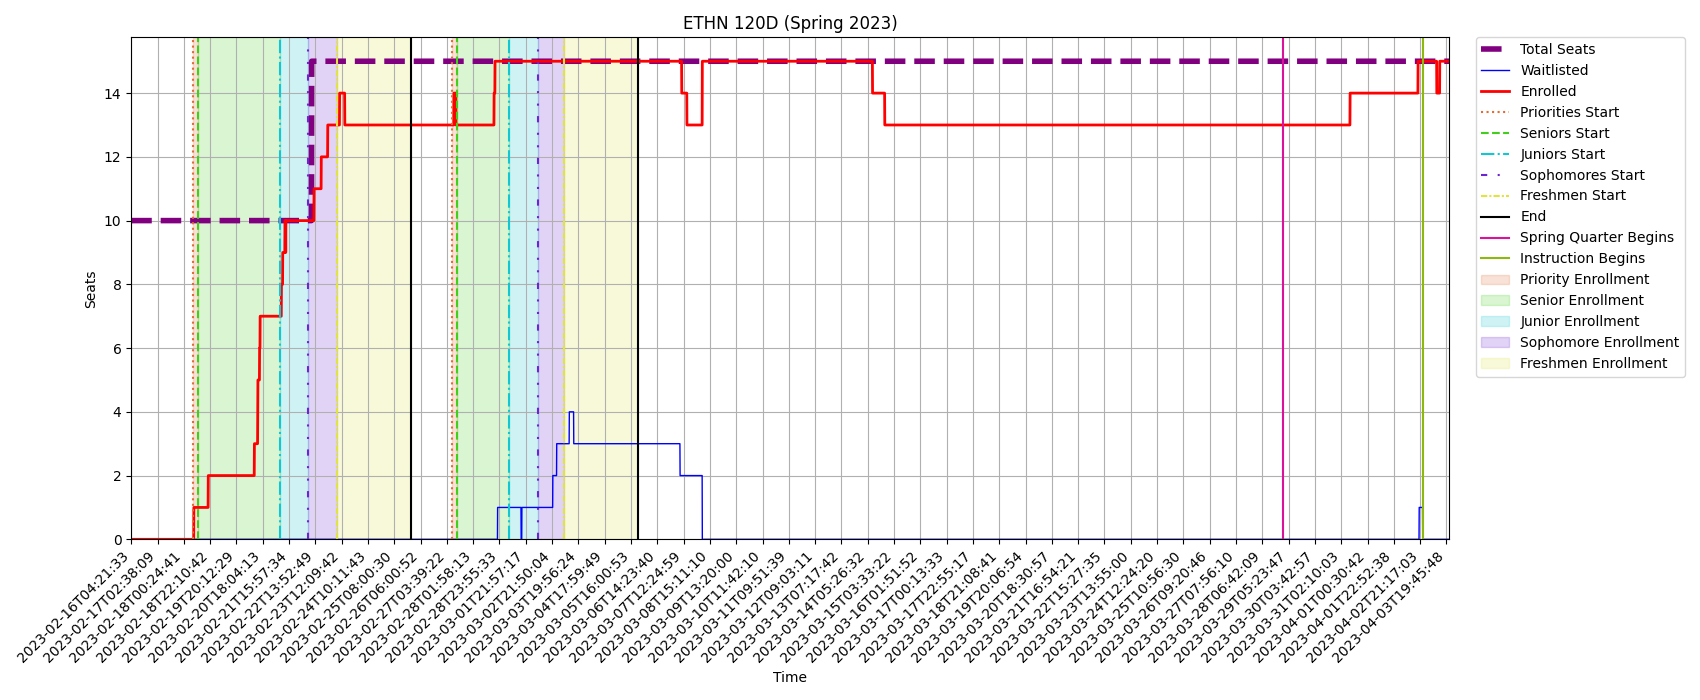 ETHN 120D (Spring 2023)
Seats
14
12
10
8
6
4
2
0
2023-02-16T04:21:33
2023-02-17T02:38:09
2023-02-18T00:24:41
2023-02-18T22:10:42
2023-02-19T20:12:29
2023-02-20T18:04:13
2023-02-21T15:57:34
2023-02-22T13:52:49
2023-02-23T12:09:42
2023-02-24T10:11:43
2023-02-25T08:00:30
2023-02-26T06:00:52
2023-02-27T03:39:22
2023-02-28T01:58:13
2023-02-28T23:55:33
2023-03-01T21:57:17
2023-03-02T21:50:04
2023-03-03T19:56:24
2023-03-04T17:59:49
2023-03-05T16:00:53
2023-03-06T14:23:40
2023-03-07T12:24:59
2023-03-08T15:11:10
2023-03-09T13:20:00
2023-03-10T11:42:10
2023-03-11T09:51:39
2023-03-12T09:03:11
2023-03-13T07:17:42
2023-03-14T05:26:32
2023-03-15T03:33:22
2023-03-16T01:51:52
2023-03-17T00:13:33
2023-03-17T22:55:17
2023-03-18T21:08:41
2023-03-19T20:06:54
2023-03-20T18:30:57
2023-03-21T16:54:21
2023-03-22T15:27:35
2023-03-23T13:55:00
2023-03-24T12:24:20
2023-03-25T10:56:30
2023-03-26T09:20:46
2023-03-27T07:56:10
2023-03-28T06:42:09
2023-03-29T05:23:47
2023-03-30T03:42:57
2023-03-31T02:10:03
2023-04-01T00:30:42
2023-04-01T22:52:38
2023-04-02T21:17:03
2023-04-03T19:45:48
Time
Total Seats
Waitlisted
Enrolled
Priorities Start
Seniors Start
Juniors Start
Sophomores Start
Freshmen Start
End
Spring Quarter Begins
Instruction Begins
Priority Enrollment
Senior Enrollment
Junior Enrollment
Sophomore Enrollment
Freshmen Enrollment